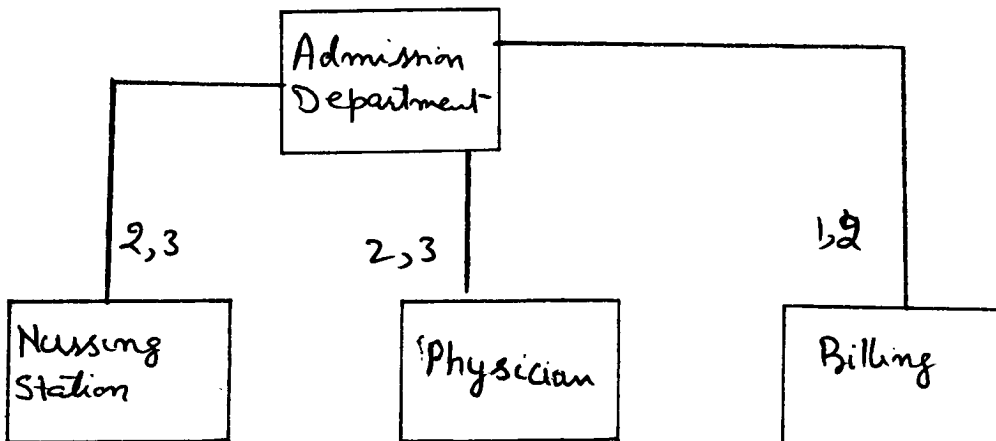 Admission
Department
2,3
2,3
1,2
Nursing
Station
Physician
Billing